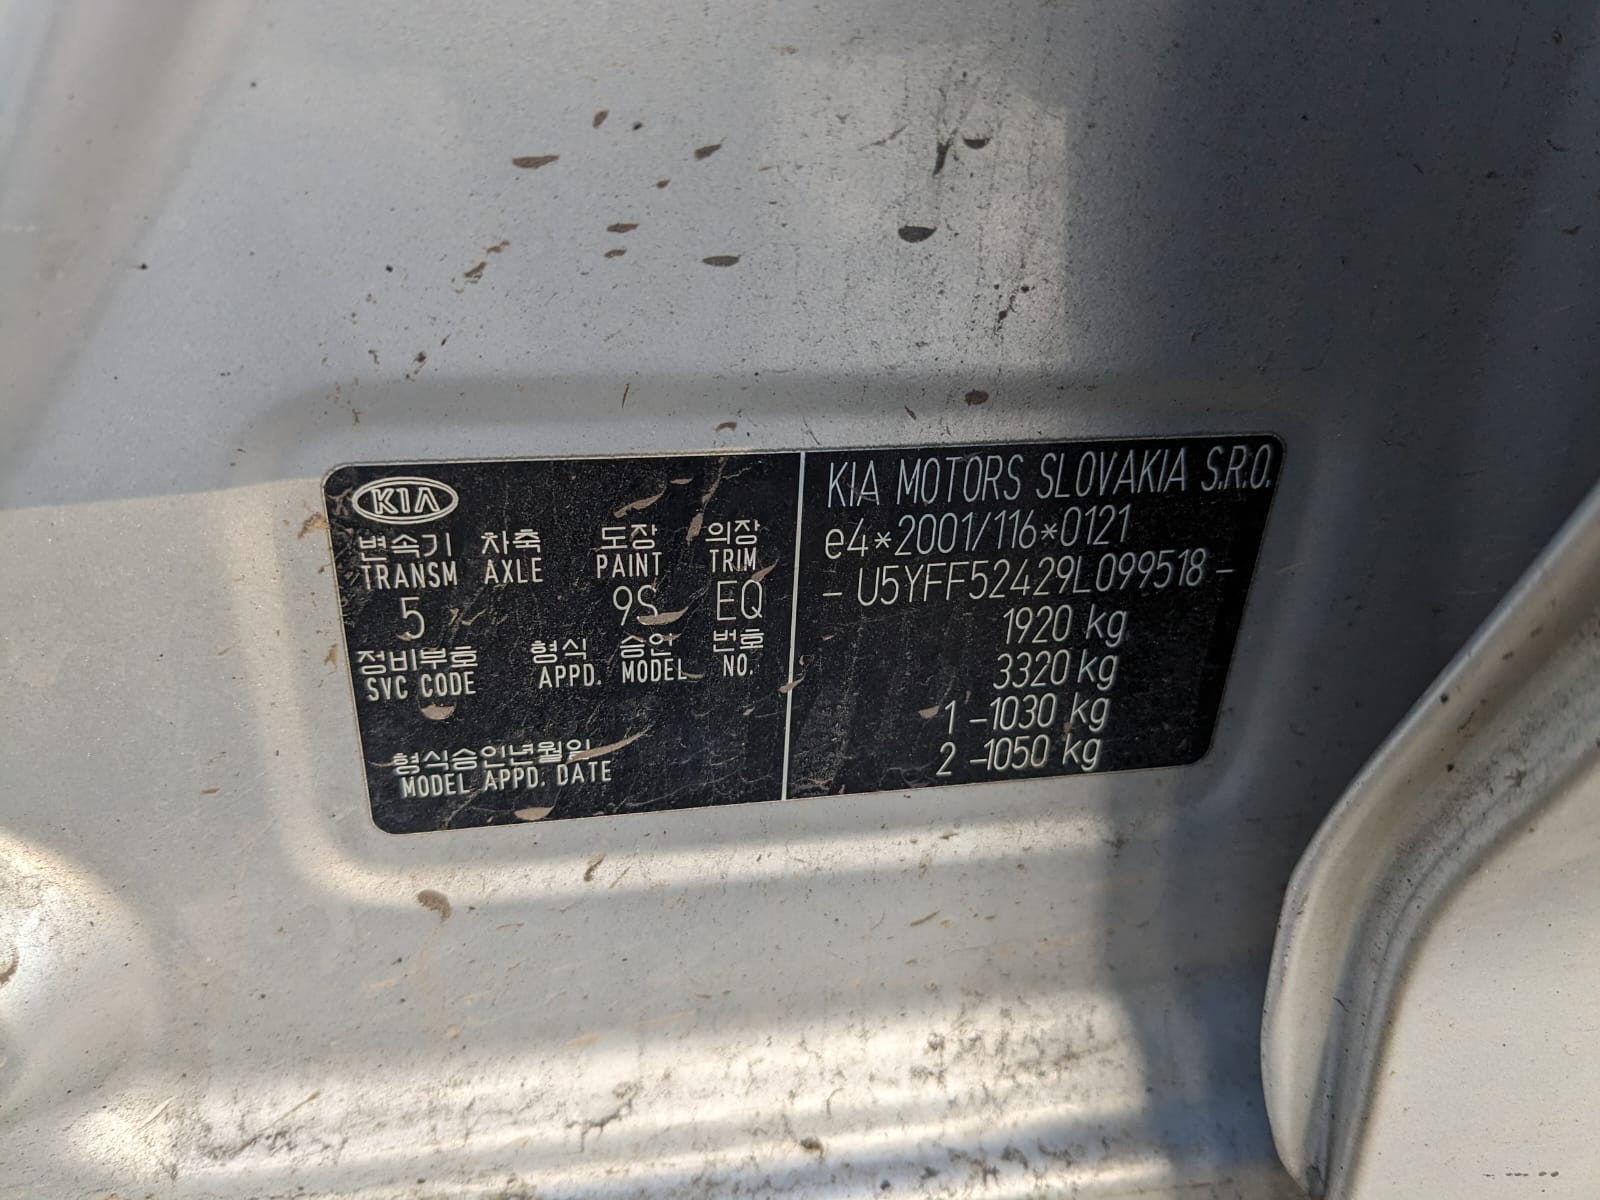 KIA
변속기 차축 도장 의장
TRANSM AXLE PAINT TRIM
5 9S EQ
정비부호 형식 승인 번호
SVC CODE APPD. MODEL NO.
형식승인년월일
MODEL APPD. DATE
KIA MOTORS SLOVAKIA S.R.O.
e4*2001/116*0121
- U5YFF52429L099518 -
1920 kg
3320 kg
1 -1030 kg
2 -1050 kg